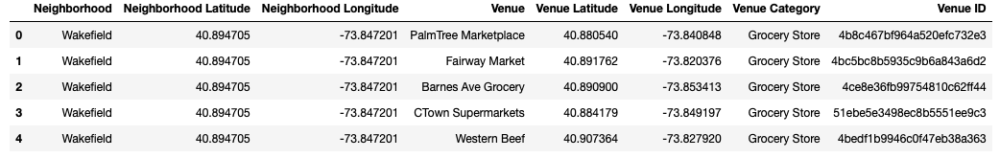 Neighborhood Neighborhood Latitude Neighborhood Longitude Venue Venue Latitude Venue Longitude Venue Category Venue ID
0 Wakefield 40.894705 -73.847201 PalmTree Marketplace 40.880540 -73.840848 Grocery Store 4b8c467bf964a520efc732e3
1 Wakefield 40.894705 -73.847201 Fairway Market 40.891762 -73.820376 Grocery Store 4bc5bc8b5935c9b6a843a6d2
2 Wakefield 40.894705 -73.847201 Barnes Ave Grocery 40.890900 -73.853413 Grocery Store 4ce8e36fb99754810c62ff44
3 Wakefield 40.894705 -73.847201 CTown Supermarkets 40.884179 -73.849197 Grocery Store 51ebe5e3498ec8b5551ee9c3
4 Wakefield 40.894705 -73.847201 Western Beef 40.907364 -73.827920 Grocery Store 4bedf1b9946c0f47eb38a363